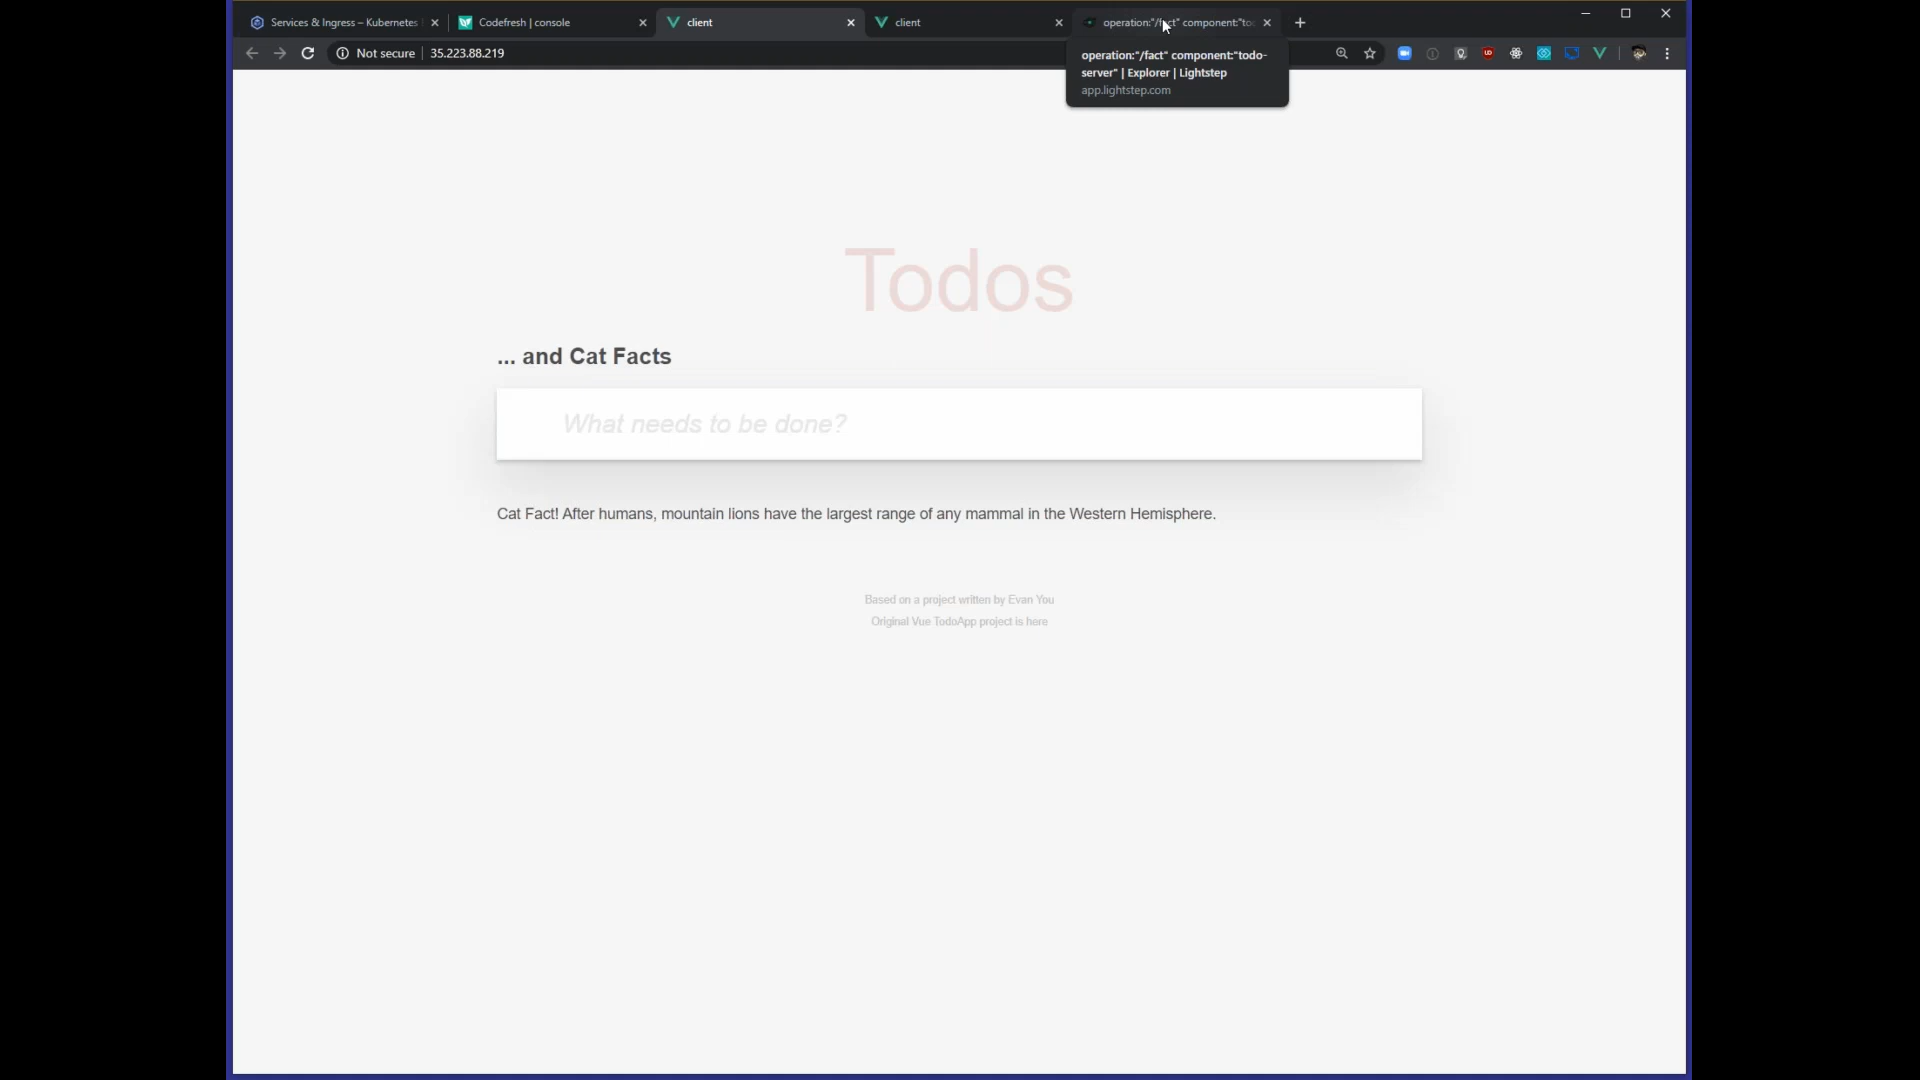 Services & Ingress – Kubernetes
Codefresh | console
client
client
operation:"/fact" component:"to
Not secure
35.223.88.219
operation:"/fact" component:"todo-
server" | Explorer | Lightstep
app.lightstep.com
Todos
... and Cat Facts
What needs to be done?
Cat Fact! After humans, mountain lions have the largest range of any mammal in the Western Hemisphere.
Based on a project written by Evan You
Original Vue TodoApp project is here